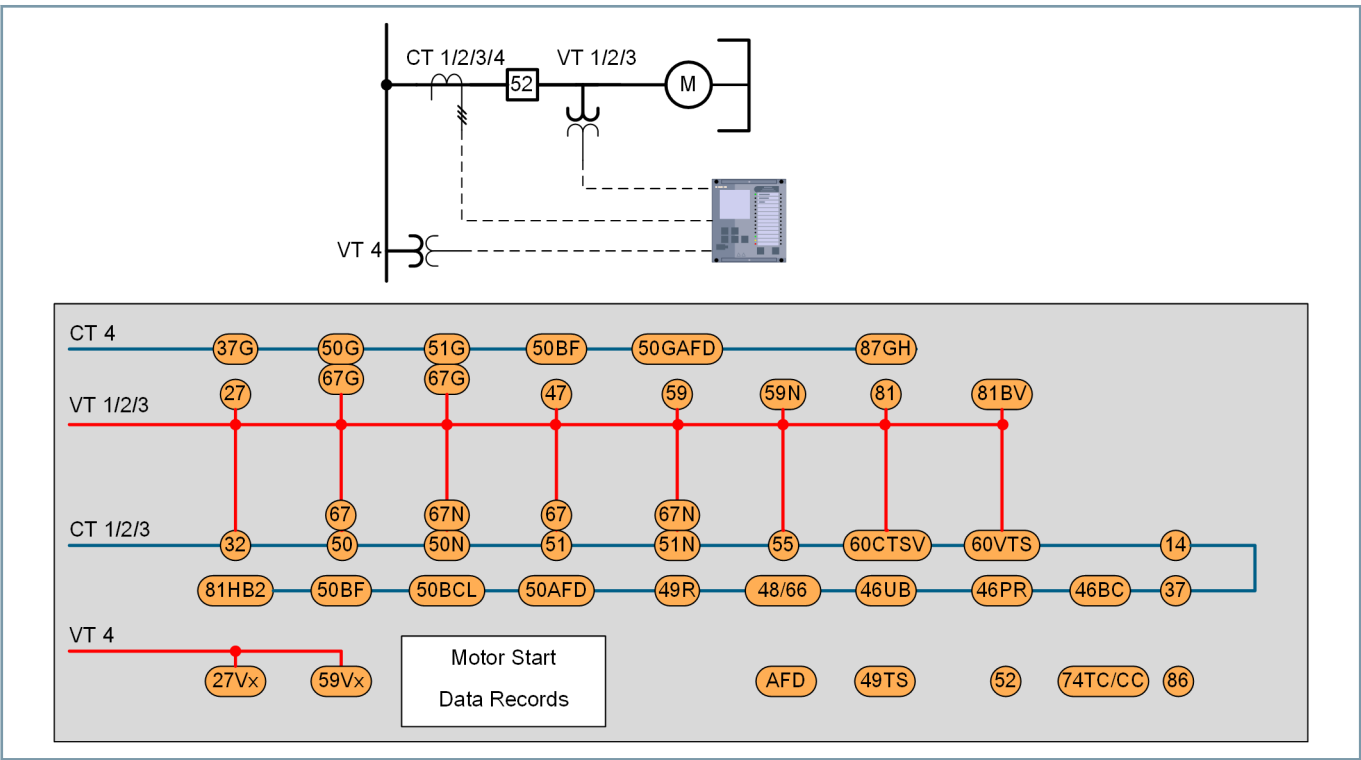 CT 1/2/3/4 VT 1/2/3
52 M
VT 4
CT 4
37G 50G 51G 50BF 50GAFD 87GH
67G 67G
27 47 59 59N 81 81BV
VT 1/2/3
67 67N 67 67N
CT 1/2/3
32 50 50N 51 51N 55 60CTSV 60VTS 14
81HB2 50BF 50BCL 50AFD 49R 48/66 46UB 46PR 46BC 37
VT 4
Motor Start
27Vx 59Vx AFD 49TS 52 74TC/CC 86
Data Records